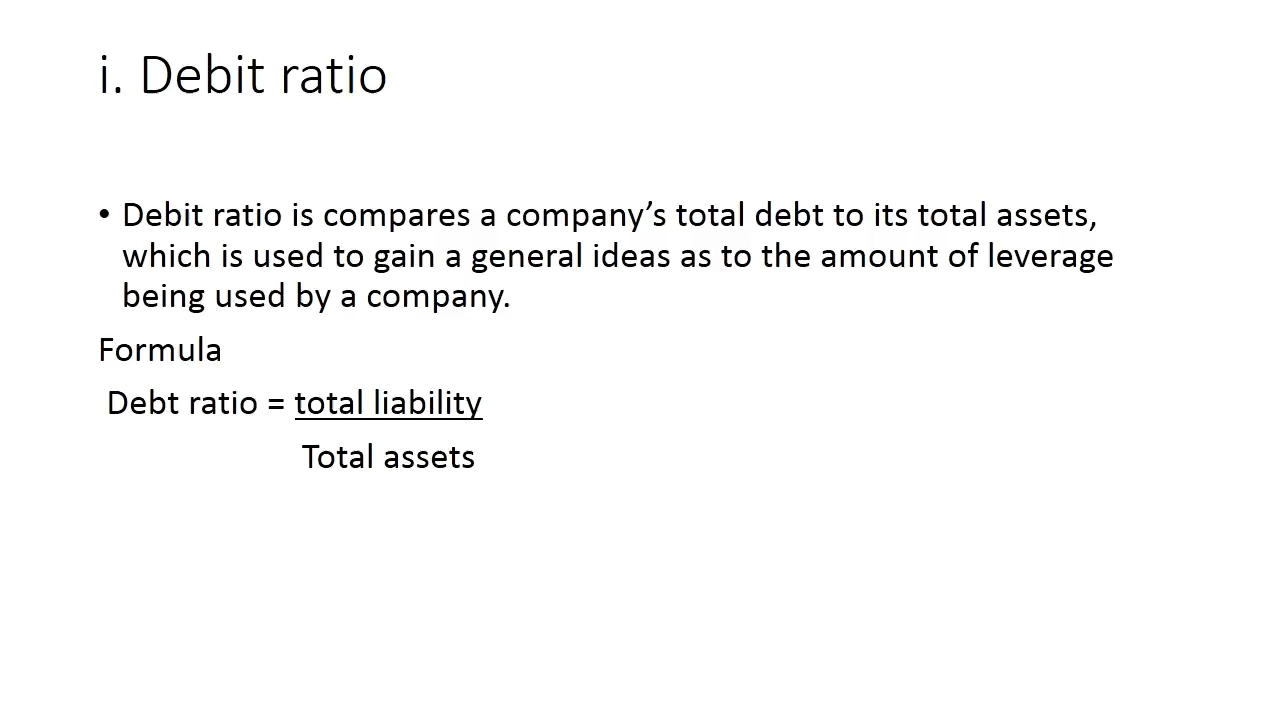 i. Debit ratio
• Debit ratio is compares a company’s total debt to its total assets,
which is used to gain a general ideas as to the amount of leverage
being used by a company.
Formula
Debt ratio = total liability
Total assets